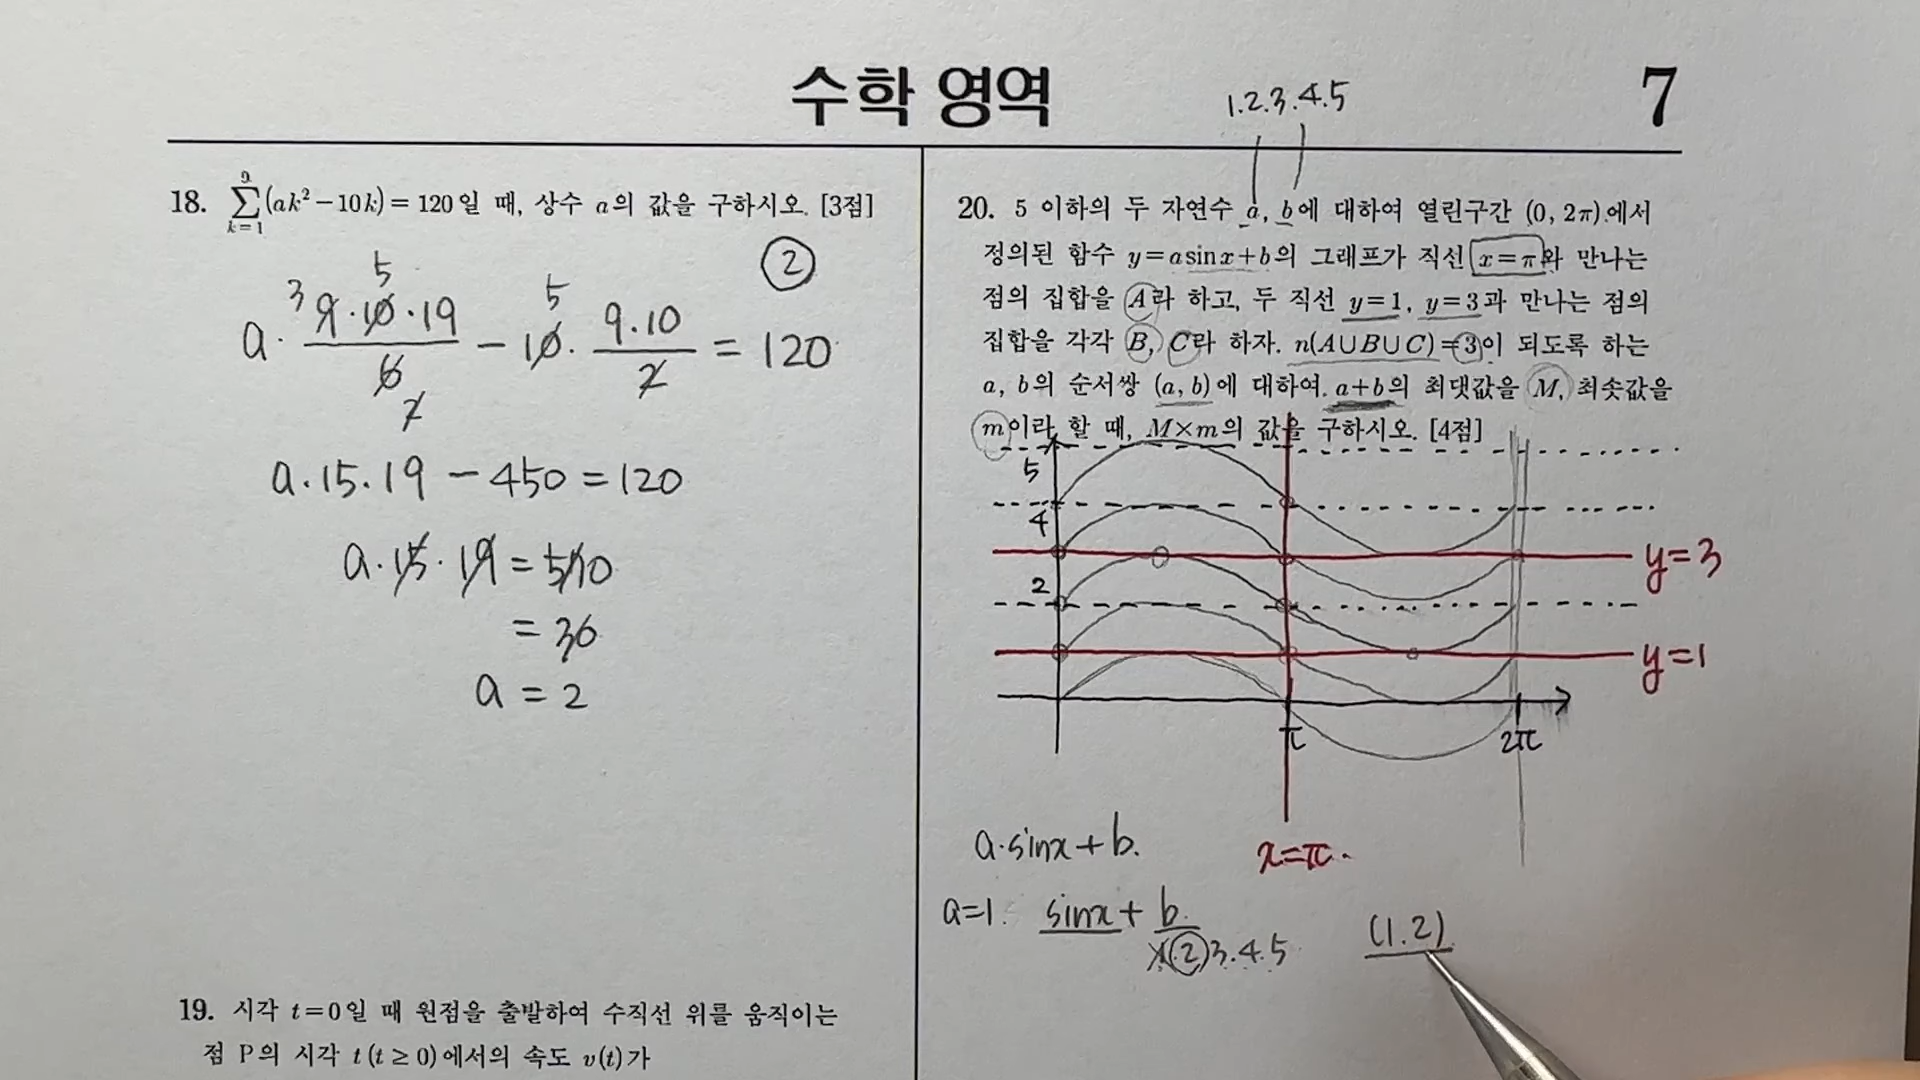 수학 영역
7
1.2.3.4.5
18. \sum_{k=1}^{9}(ak²-10k)=120일 때, 상수 a의 값을 구하시오. [3점]
②
a · 9·10·19/6 - 10 · 9·10/2 = 120
3 5 5
a·15·19 - 450 = 120
a·15·19 = 570
= 30
a = 2
19. 시각 t=0일 때 원점을 출발하여 수직선 위를 움직이는
점 P의 시각 t(t≥0)에서의 속도 v(t)가
20. 5 이하의 두 자연수 a, b에 대하여 열린구간 (0, 2π)에서
정의된 함수 y=asinx+b의 그래프가 직선 x=π와 만나는
점의 집합을 A라 하고, 두 직선 y=1, y=3과 만나는 점의
집합을 각각 B, C라 하자. n(A∪B∪C)=3이 되도록 하는
a, b의 순서쌍 (a, b)에 대하여 a+b의 최댓값을 M, 최솟값을
m이라 할 때, M×m의 값을 구하시오. [4점]
5
4
y=3
2
y=1
π 2π
a·sinx+b.
x=π.
a=1. sinx+b.
1.2 3.4.5
(1.2)